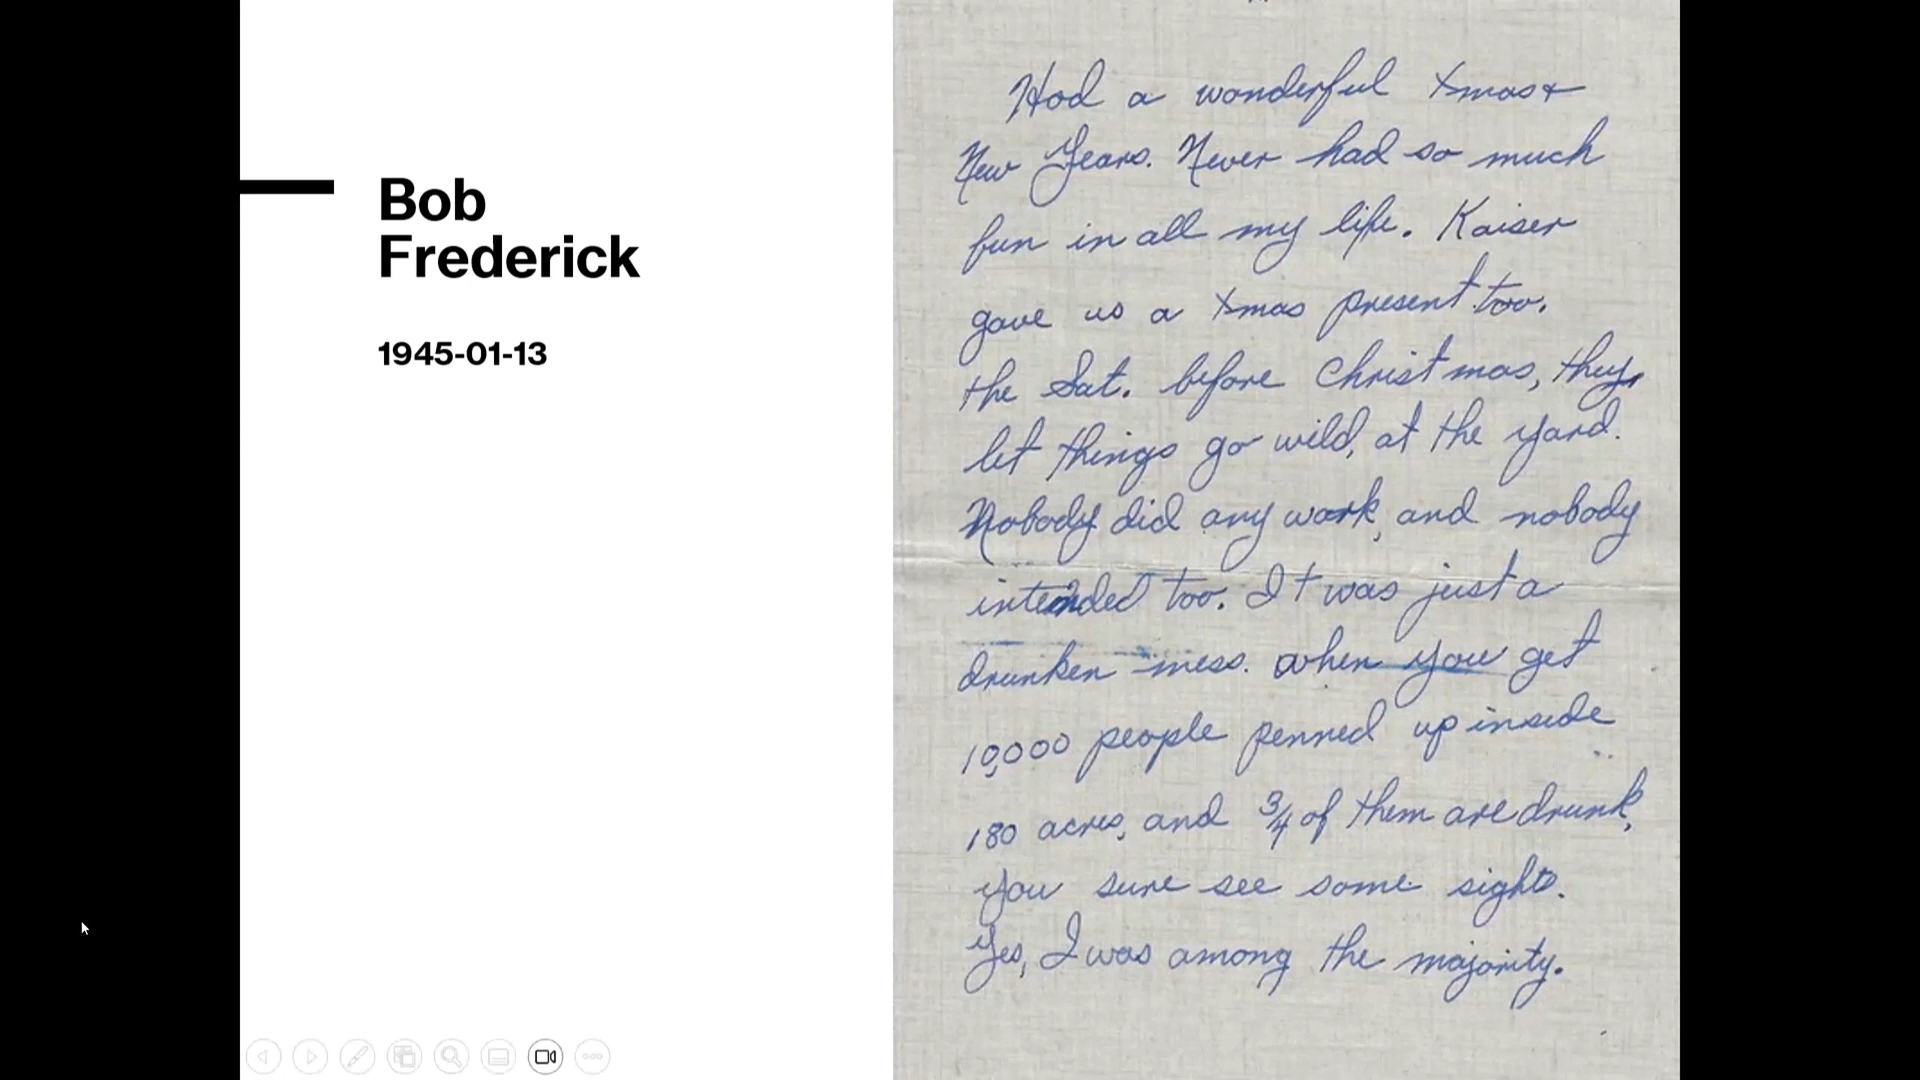 Bob
Frederick
1945-01-13
Had a wonderful Xmas +
New Years. Never had so much
fun in all my life. Kaiser
gave us a Xmas present too.
the Sat. before Christmas, they,
let things go wild, at the yard.
Nobody did any work, and nobody
intended too. It was just a
drunken mess. when you get
10,000 people penned up inside
180 acres, and 3/4 of them are drunk,
you sure see some sights.
Yes, I was among the majority.